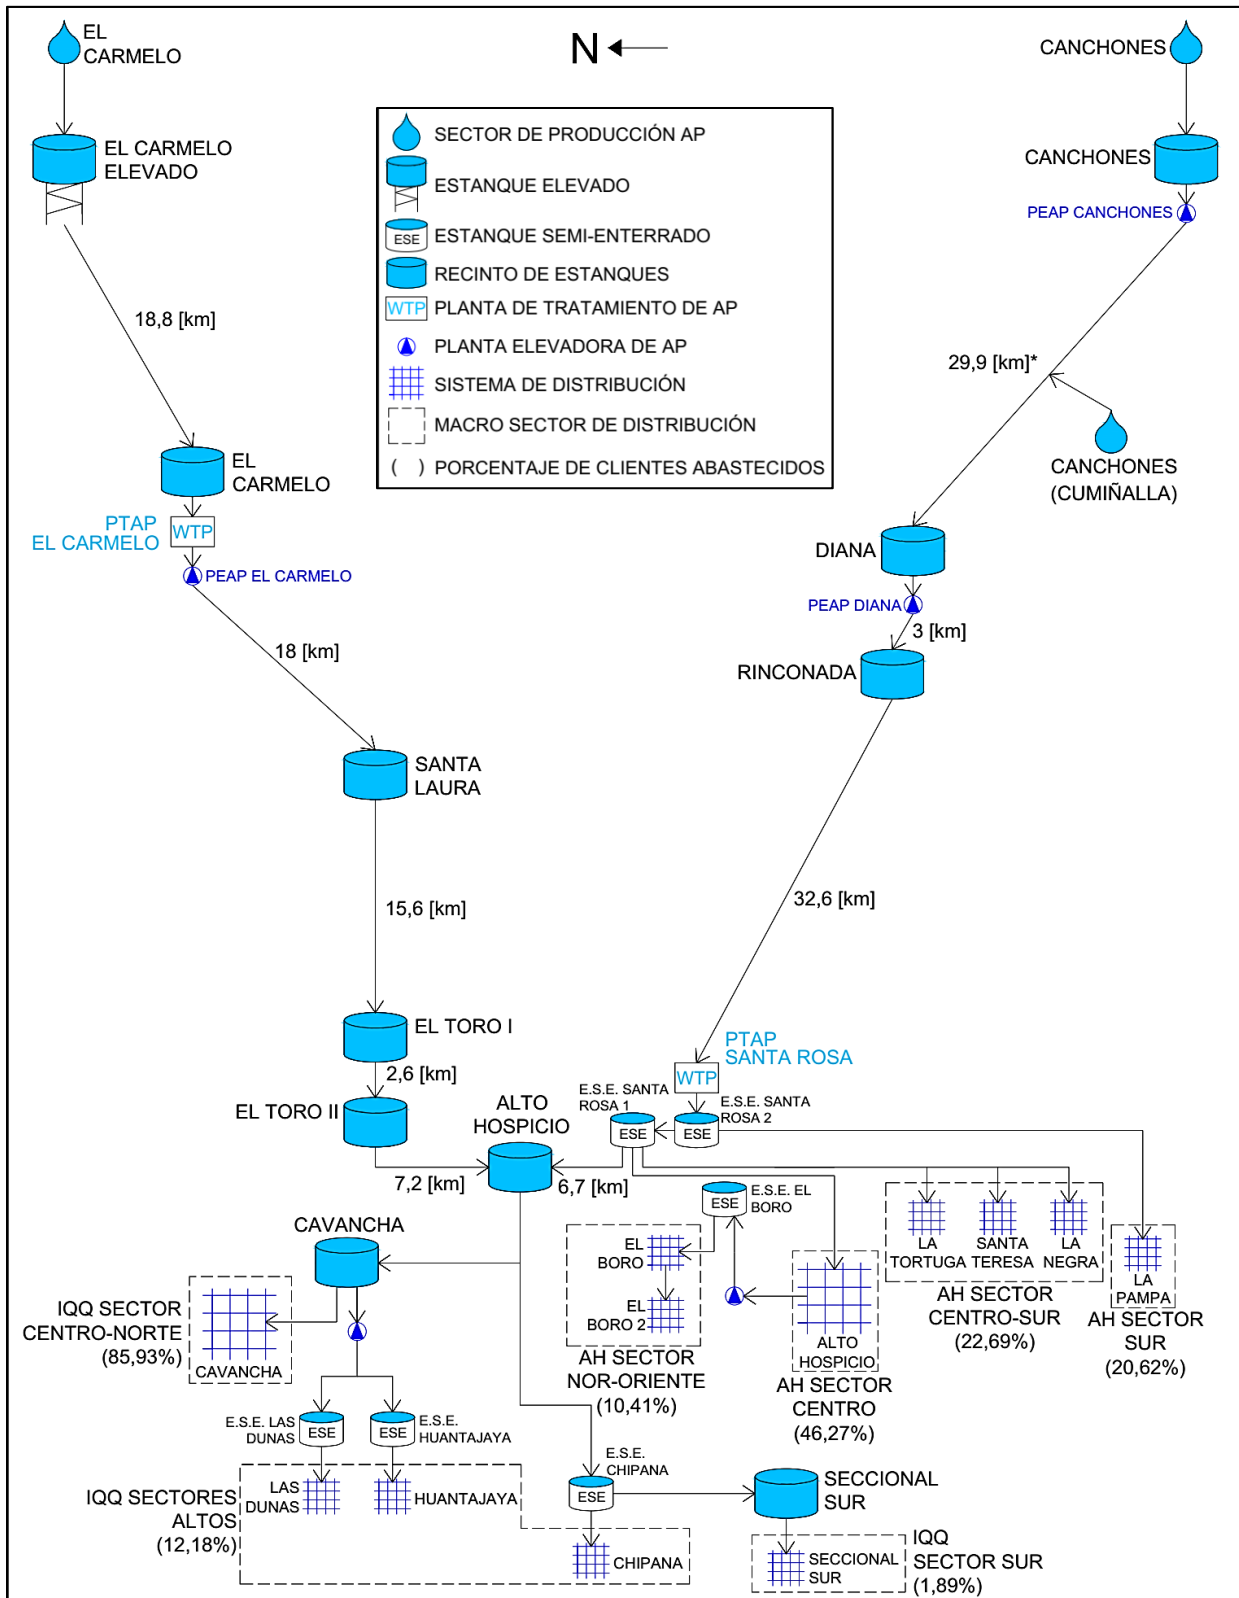 EL
CARMELO
N
CANCHONES
SECTOR DE PRODUCCIÓN AP
ESTANQUE ELEVADO
ESE
ESTANQUE SEMI-ENTERRADO
RECINTO DE ESTANQUES
WTP
PLANTA DE TRATAMIENTO DE AP
PLANTA ELEVADORA DE AP
SISTEMA DE DISTRIBUCIÓN
MACRO SECTOR DE DISTRIBUCIÓN
( ) PORCENTAJE DE CLIENTES ABASTECIDOS
EL CARMELO
ELEVADO
CANCHONES
PEAP CANCHONES
18,8 [km]
29,9 [km]*
CANCHONES
(CUMIÑALLA)
EL
CARMELO
PTAP
EL CARMELO
WTP
PEAP EL CARMELO
DIANA
PEAP DIANA
3 [km]
RINCONADA
18 [km]
SANTA
LAURA
15,6 [km]
32,6 [km]
EL TORO I
2,6 [km]
EL TORO II
PTAP
SANTA ROSA
WTP
E.S.E. SANTA
ROSA 1
ESE
E.S.E. SANTA
ROSA 2
ESE
ALTO
HOSPICIO
7,2 [km]
6,7 [km]
E.S.E. EL
BORO
ESE
CAVANCHA
IQQ SECTOR
CENTRO-NORTE
(85,93%)
CAVANCHA
EL
BORO
EL
BORO 2
AH SECTOR
NOR-ORIENTE
(10,41%)
ALTO
HOSPICIO
AH SECTOR
CENTRO
(46,27%)
LA
TORTUGA
SANTA
TERESA
LA
NEGRA
AH SECTOR
CENTRO-SUR
(22,69%)
LA
PAMPA
AH SECTOR
SUR
(20,62%)
E.S.E. LAS
DUNAS
ESE
ESE
E.S.E.
HUANTAJAYA
IQQ SECTORES
ALTOS
(12,18%)
LAS
DUNAS
HUANTAJAYA
E.S.E.
CHIPANA
ESE
CHIPANA
SECCIONAL
SUR
SECCIONAL
SUR
IQQ
SECTOR SUR
(1,89%)